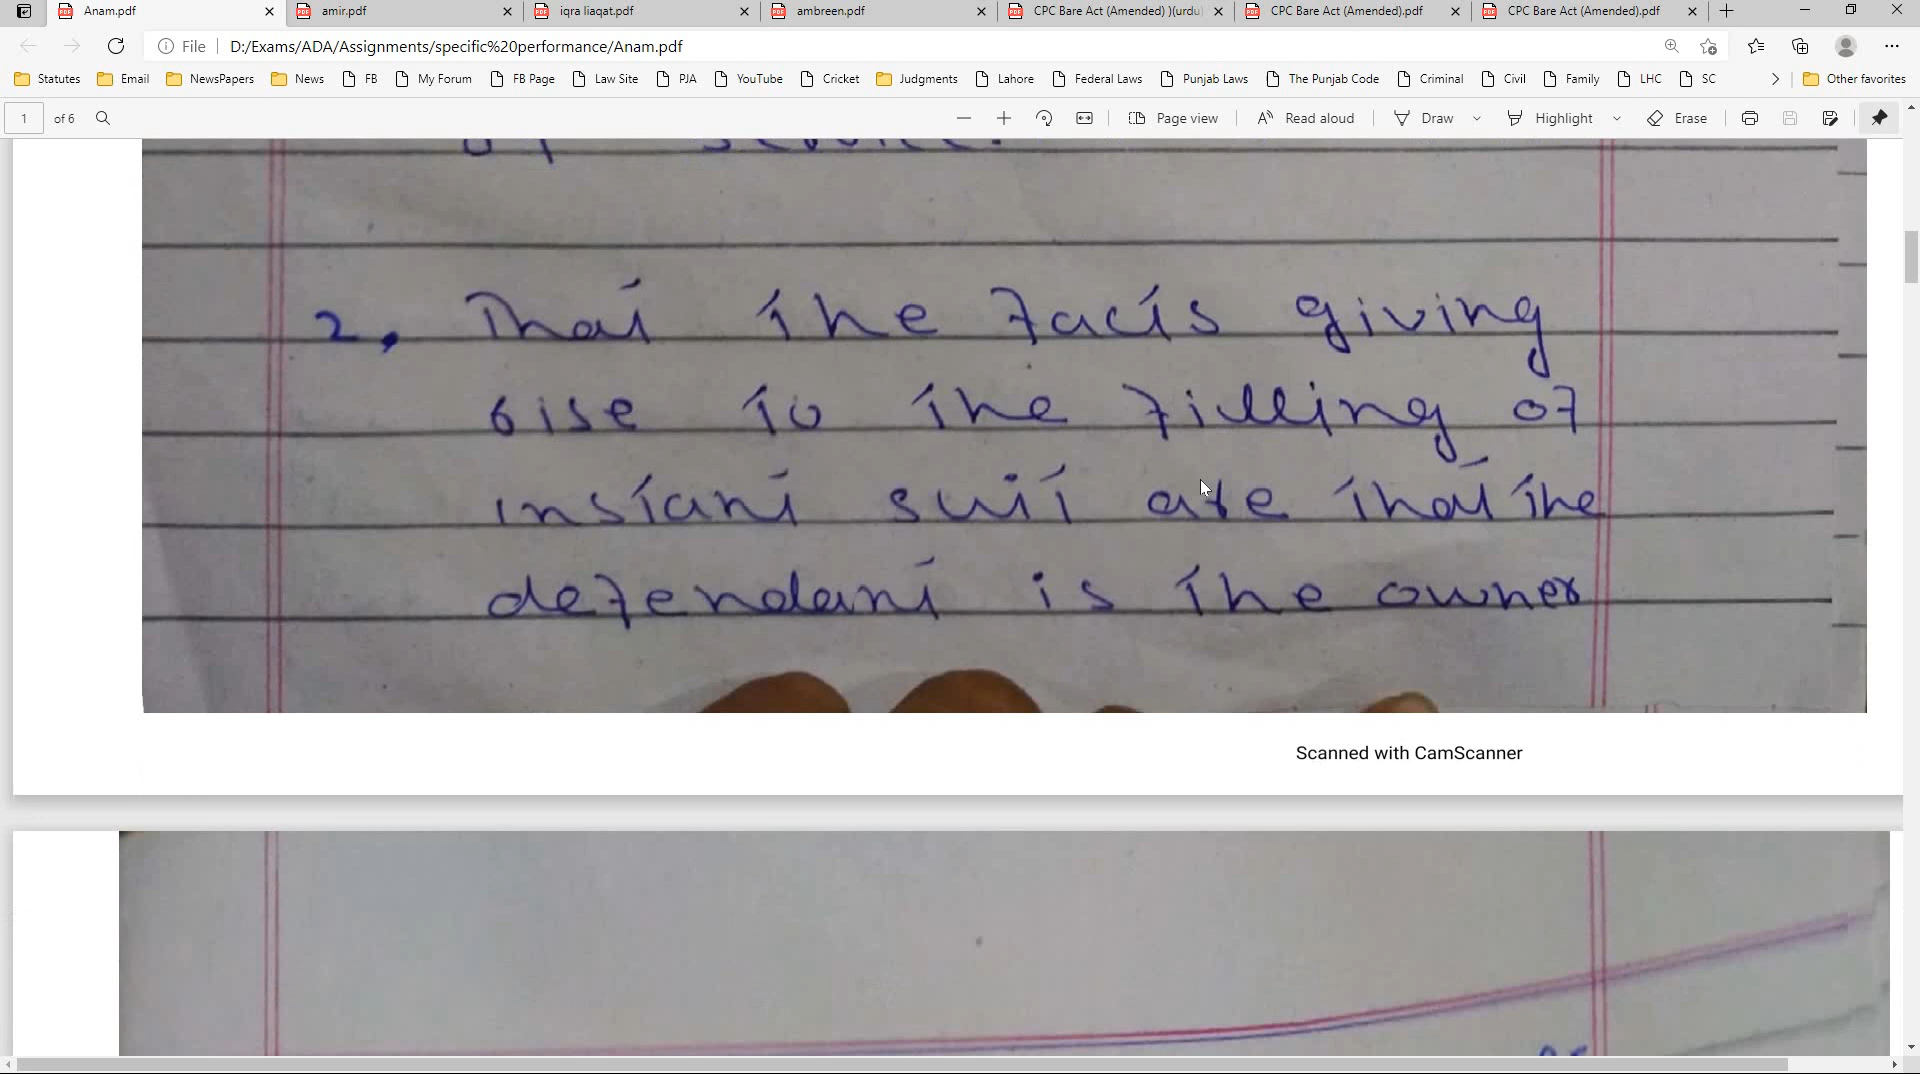 Anam.pdf amir.pdf iqra liaqat.pdf ambreen.pdf CPC Bare Act (Amended) )(urdu CPC Bare Act (Amended).pdf CPC Bare Act (Amended).pdf
File D:/Exams/ADA/Assignments/specific%20performance/Anam.pdf
Statutes Email NewsPapers News FB My Forum FB Page Law Site PJA YouTube Cricket Judgments Lahore Federal Laws Punjab Laws The Punjab Code Criminal Civil Family LHC SC Other favorites
1 of 6 Page view Read aloud Draw Highlight Erase
2. That the facts giving
rise to the filling of
instant suit are that the
defendant is the owner
Scanned with CamScanner